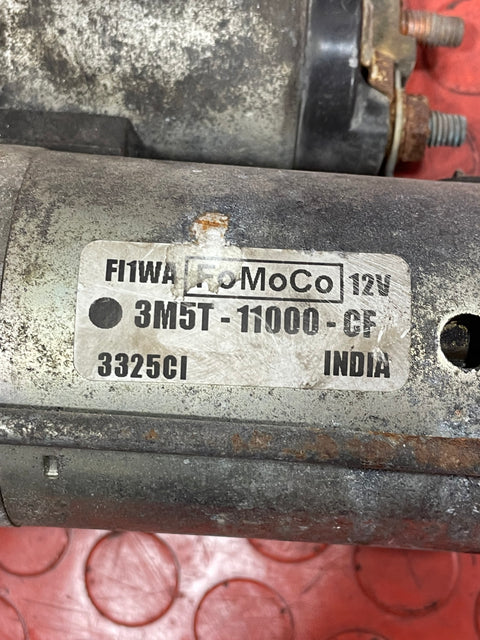 FI1WA FoMoCo 12V
3M5T - 11000 - CF
3325CI INDIA